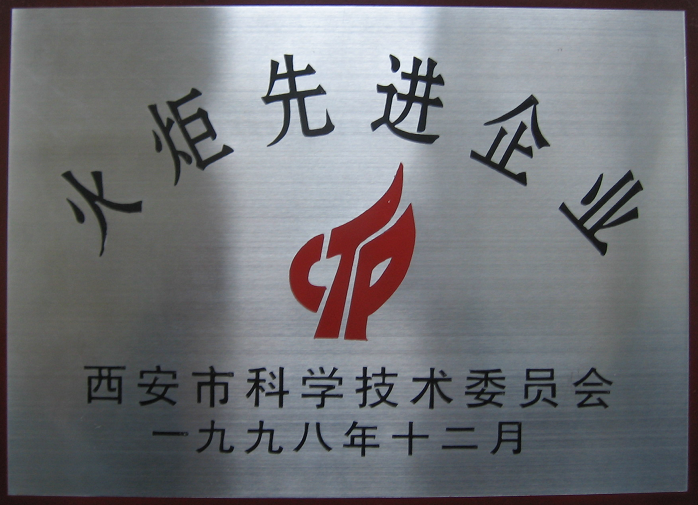 火炬先进企业
CTP
西安市科学技术委员会
一九九八年十二月